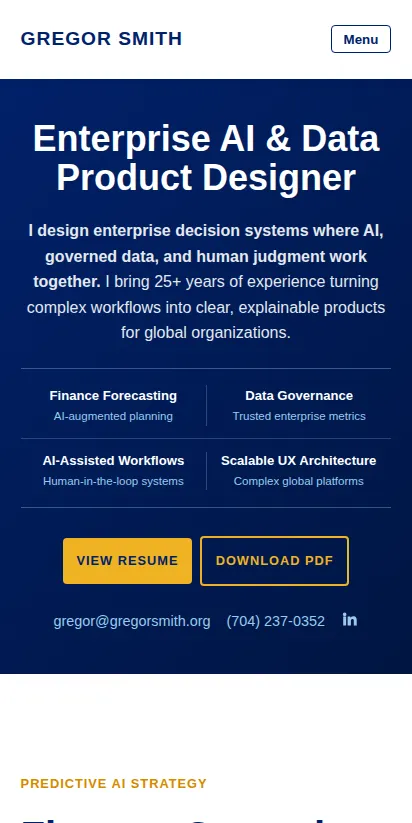 GREGOR SMITH
Menu
Enterprise AI & Data
Product Designer
I design enterprise decision systems where AI,
governed data, and human judgment work
together. I bring 25+ years of experience turning
complex workflows into clear, explainable products
for global organizations.
Finance Forecasting
AI-augmented planning
Data Governance
Trusted enterprise metrics
AI-Assisted Workflows
Human-in-the-loop systems
Scalable UX Architecture
Complex global platforms
VIEW RESUME
DOWNLOAD PDF
gregor@gregorsmith.org (704) 237-0352 in
PREDICTIVE AI STRATEGY